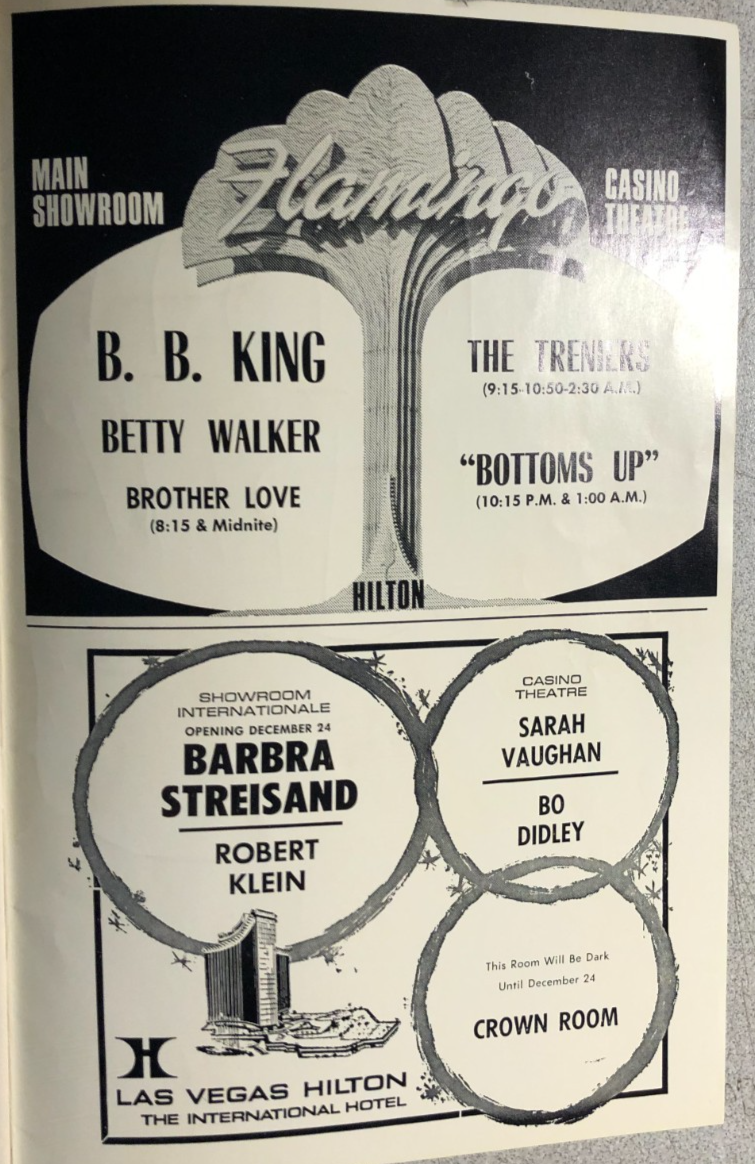 MAIN
SHOWROOM
Flamingo
CASINO
THEATRE
B. B. KING
BETTY WALKER
BROTHER LOVE
(8:15 & Midnite)
THE TRENIERS
(9:15-10:50-2:30 A.M.)
“BOTTOMS UP”
(10:15 P.M. & 1:00 A.M.)
HILTON
SHOWROOM
INTERNATIONALE
OPENING DECEMBER 24
BARBRA
STREISAND
ROBERT
KLEIN
CASINO
THEATRE
SARAH
VAUGHAN
BO
DIDLEY
This Room Will Be Dark
Until December 24
CROWN ROOM
H
LAS VEGAS HILTON
THE INTERNATIONAL HOTEL